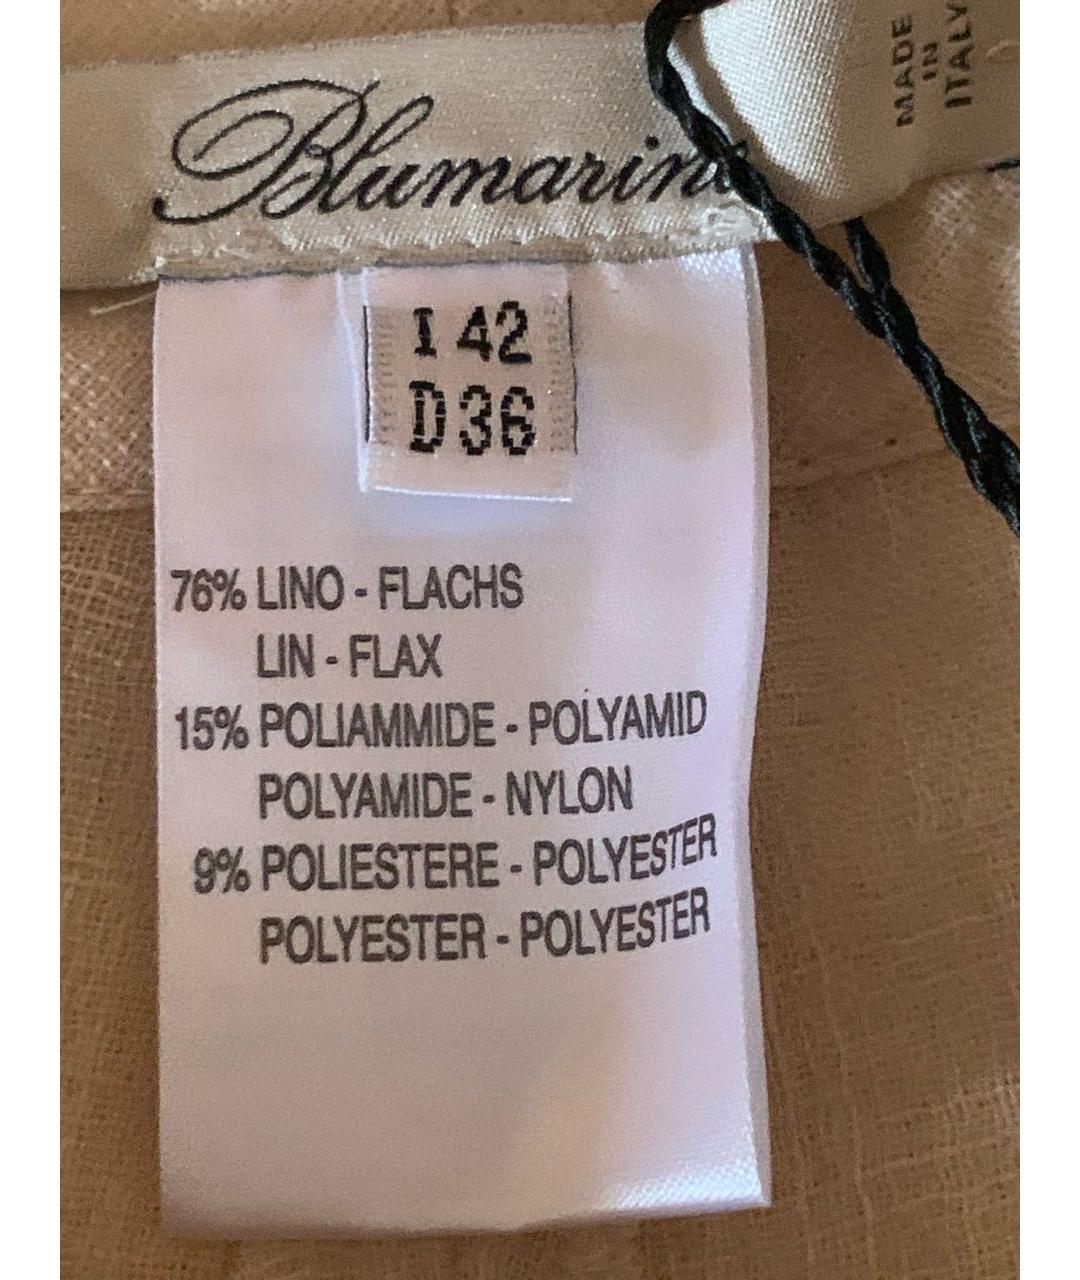 Blumarine
MADE
IN
ITALY
I 42
D 36
76% LINO - FLACHS
LIN - FLAX
15% POLIAMMIDE - POLYAMID
POLYAMIDE - NYLON
9% POLIESTERE - POLYESTER
POLYESTER - POLYESTER